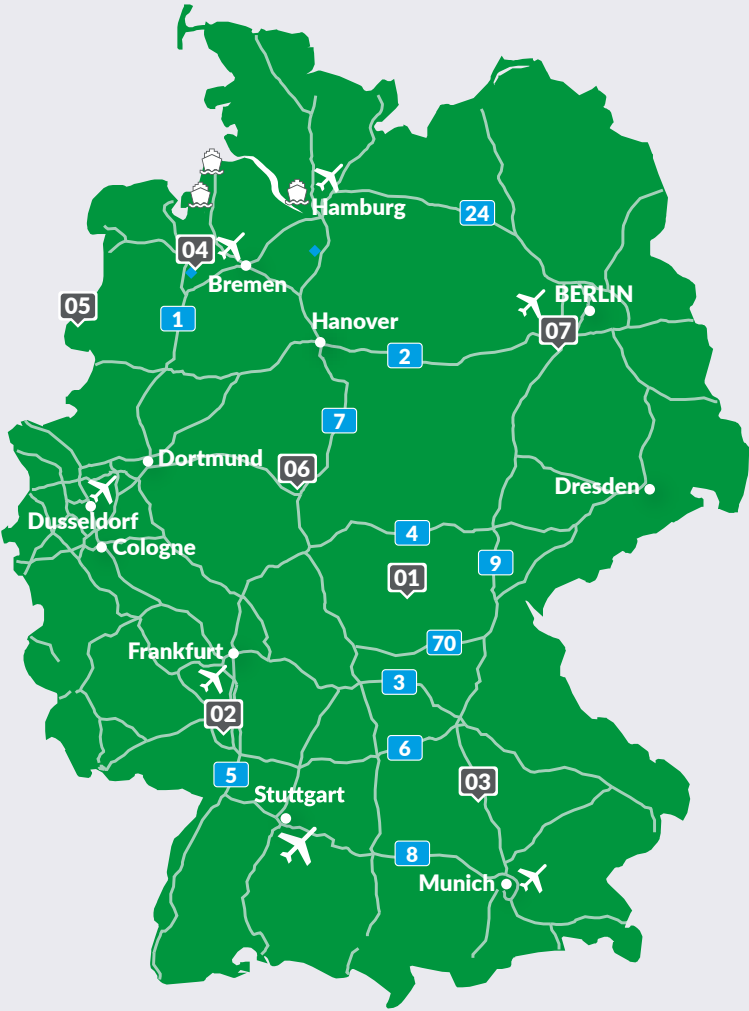 Hamburg
24
04
Bremen
BERLIN
05
1
Hanover
07
2
7
Dortmund
06
Dresden
Dusseldorf
4
Cologne
9
01
70
Frankfurt
3
02
6
5
03
Stuttgart
8
Munich